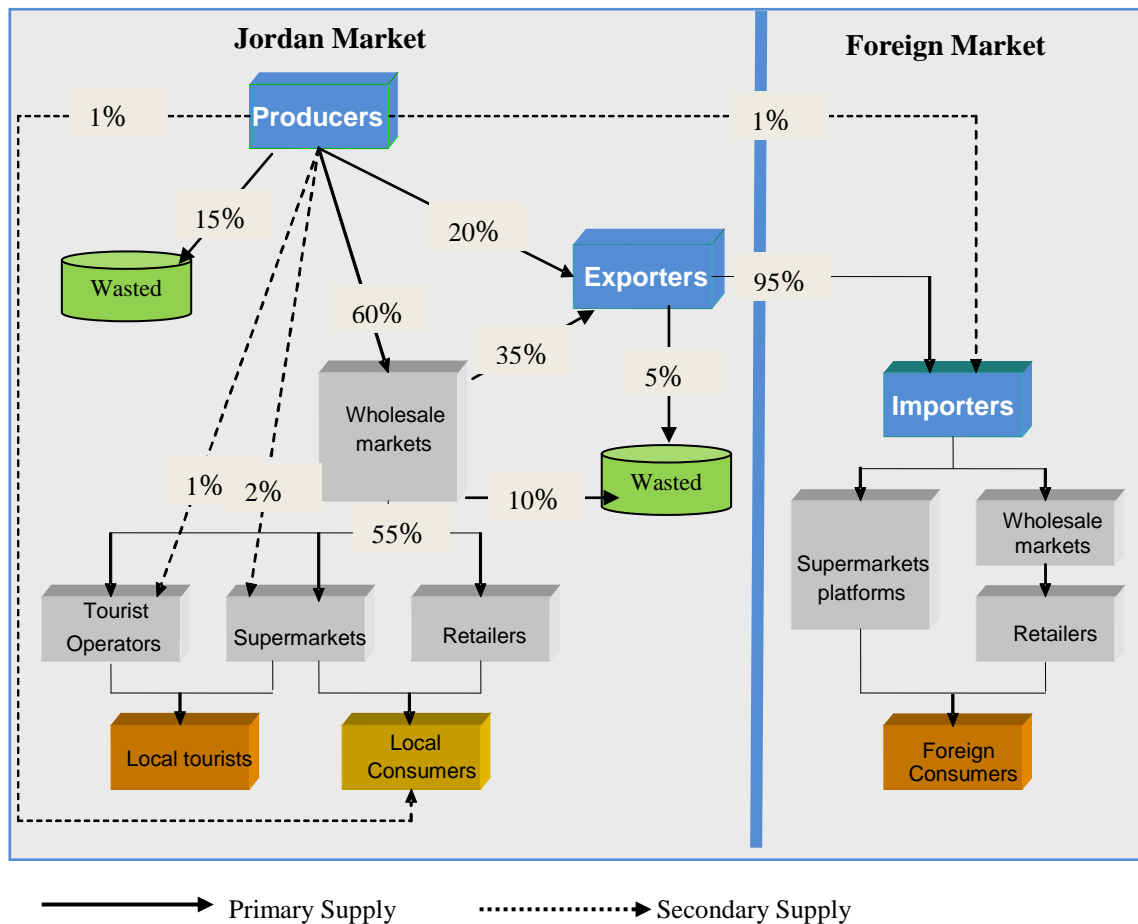 Jordan Market
Foreign Market
Producers
1%
1%
15%
20%
Wasted
Exporters
95%
60%
35%
5%
Importers
Wholesale
markets
Wasted
1%
2%
10%
55%
Supermarkets
platforms
Wholesale
markets
Tourist
Operators
Supermarkets
Retailers
Retailers
Local tourists
Local
Consumers
Foreign
Consumers
Primary Supply
Secondary Supply